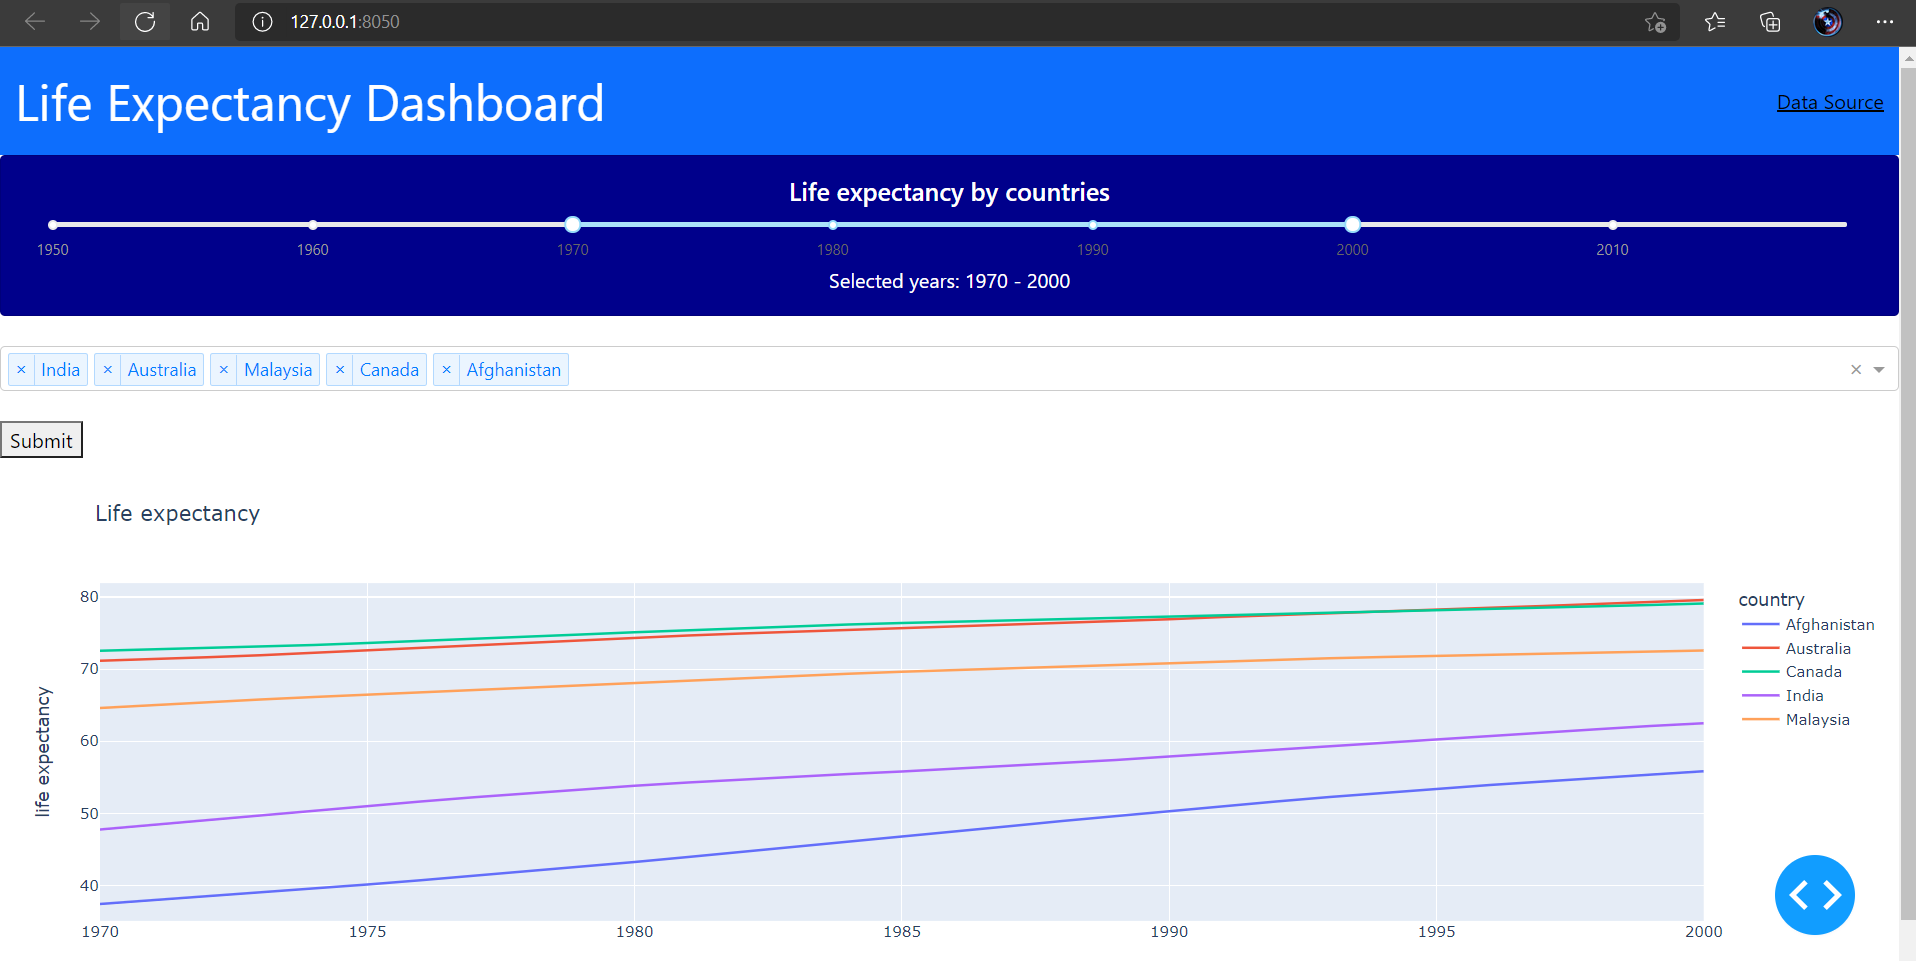 127.0.0.1:8050
Life Expectancy Dashboard
Data Source
Life expectancy by countries
1950 1960 1970 1980 1990 2000 2010
Selected years: 1970 - 2000
× India × Australia × Malaysia × Canada × Afghanistan ×
Submit
Life expectancy
life expectancy
80
70
60
50
40
1970 1975 1980 1985 1990 1995 2000
country
Afghanistan
Australia
Canada
India
Malaysia